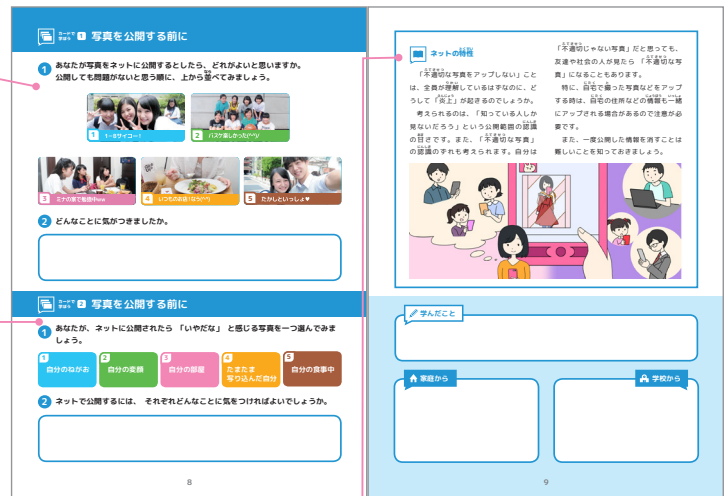 カードで学ぼう 1 写真を公開する前に
1 あなたが写真をネットに公開するとしたら、どれがよいと思いますか。
公開しても問題がないと思う順に、上から並べてみましょう。
1 1-8サイコー!
2 バスケ楽しかった(^^)/
3 ミナの家で勉強中ww
4 いつものお店!なう(^^)
5 たかしといっしょ♥
2 どんなことに気がつきましたか。
カードで学ぼう 2 写真を公開する前に
1 あなたが、ネットに公開されたら 「いやだな」 と感じる写真を一つ選んでみま
しょう。
1 自分のねがお
2 自分の変顔
3 自分の部屋
4 たまたま
写り込んだ自分
5 自分の食事中
2 ネットで公開するには、 それぞれどんなことに気をつければよいでしょうか。
8
ネットの特性
「不適切な写真をアップしない」こと
は、全員が理解しているはずなのに、ど
うして「炎上」が起きるのでしょうか。
考えられるのは、「知っている人しか
見ないだろう」という公開範囲の認識
の甘さです。また、「不適切な写真」
の認識のずれも考えられます。自分は
「不適切じゃない写真」だと思っても、
友達や社会の人が見たら「不適切な写
真」になることもあります。
特に、自宅で撮った写真などをアップ
する時は、自宅の住所などの情報も一緒
にアップされる場合があるので注意が必
要です。
また、一度公開した情報を消すことは
難しいことを知っておきましょう。
学んだこと
家庭から
学校から
9